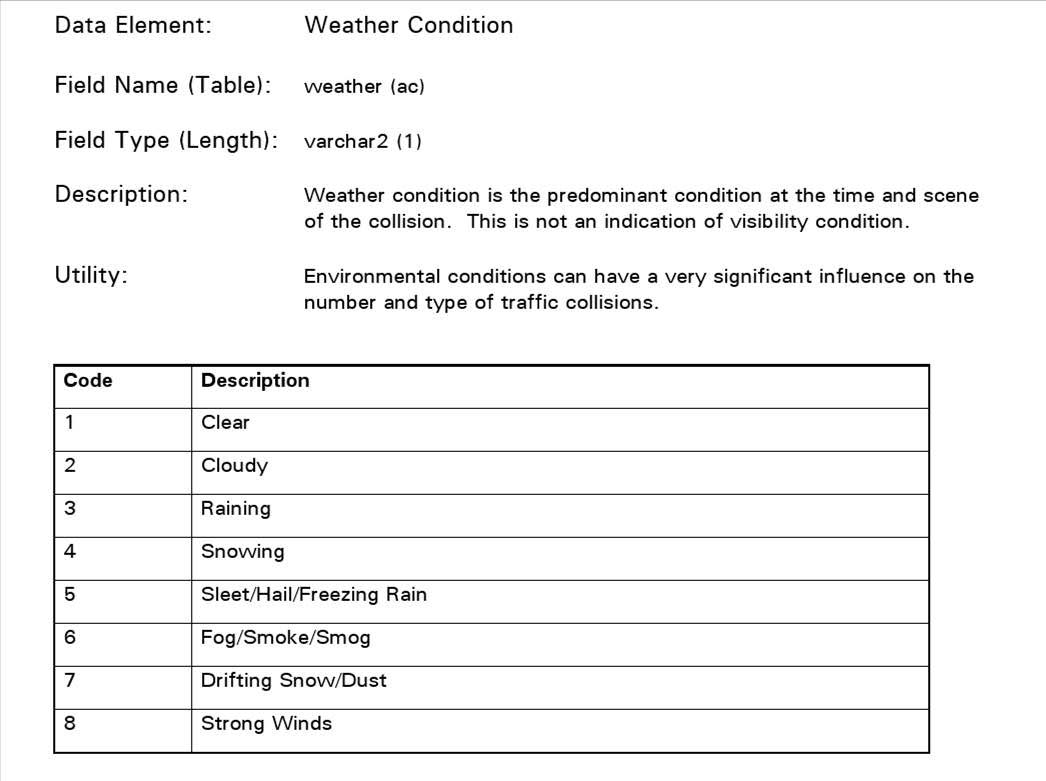 Data Element: Weather Condition
Field Name (Table): weather (ac)
Field Type (Length): varchar2 (1)
Description: Weather condition is the predominant condition at the time and scene
of the collision.  This is not an indication of visibility condition.
Utility: Environmental conditions can have a very significant influence on the
number and type of traffic collisions.
Code Description
1 Clear
2 Cloudy
3 Raining
4 Snowing
5 Sleet/Hail/Freezing Rain
6 Fog/Smoke/Smog
7 Drifting Snow/Dust
8 Strong Winds